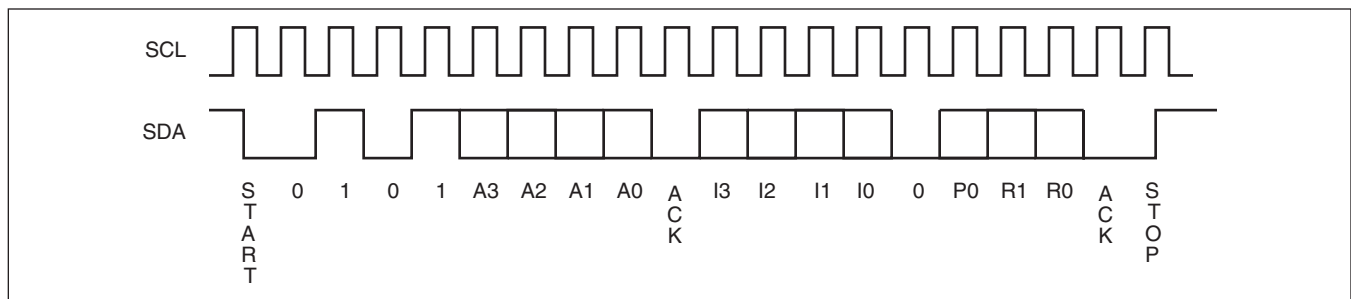 SCL
SDA
START 0 1 0 1 A3 A2 A1 A0 ACK I3 I2 I1 I0 0 P0 R1 R0 ACK STOP